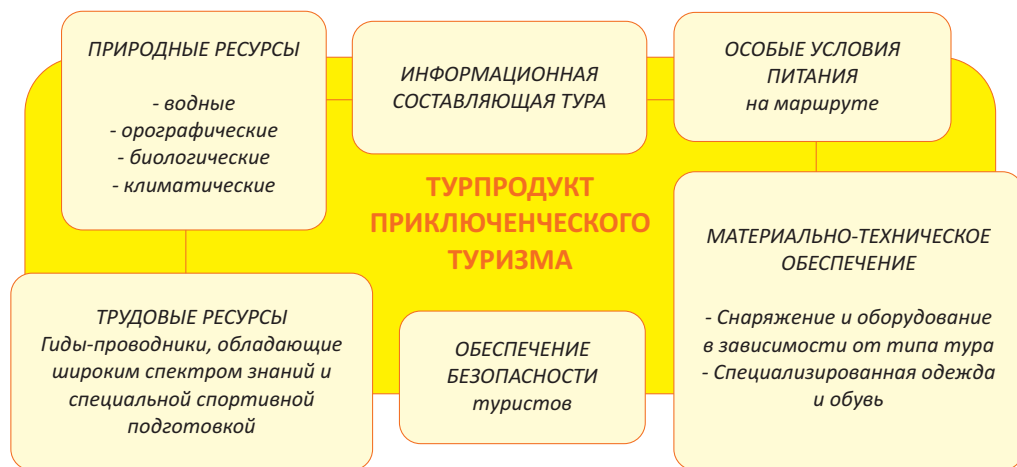 ПРИРОДНЫЕ РЕСУРСЫ
- водные
- орографические
- биологические
- климатические
ИНФОРМАЦИОННАЯ
СОСТАВЛЯЮЩАЯ ТУРА
ОСОБЫЕ УСЛОВИЯ
ПИТАНИЯ
на маршруте
ТУРПРОДУКТ
ПРИКЛЮЧЕНЧЕСКОГО
ТУРИЗМА
ТРУДОВЫЕ РЕСУРСЫ
Гиды-проводники, обладающие
широким спектром знаний и
специальной спортивной
подготовкой
ОБЕСПЕЧЕНИЕ
БЕЗОПАСНОСТИ
туристов
МАТЕРИАЛЬНО-ТЕХНИЧЕСКОЕ
ОБЕСПЕЧЕНИЕ
- Снаряжение и оборудование
в зависимости от типа тура
- Специализированная одежда
и обувь